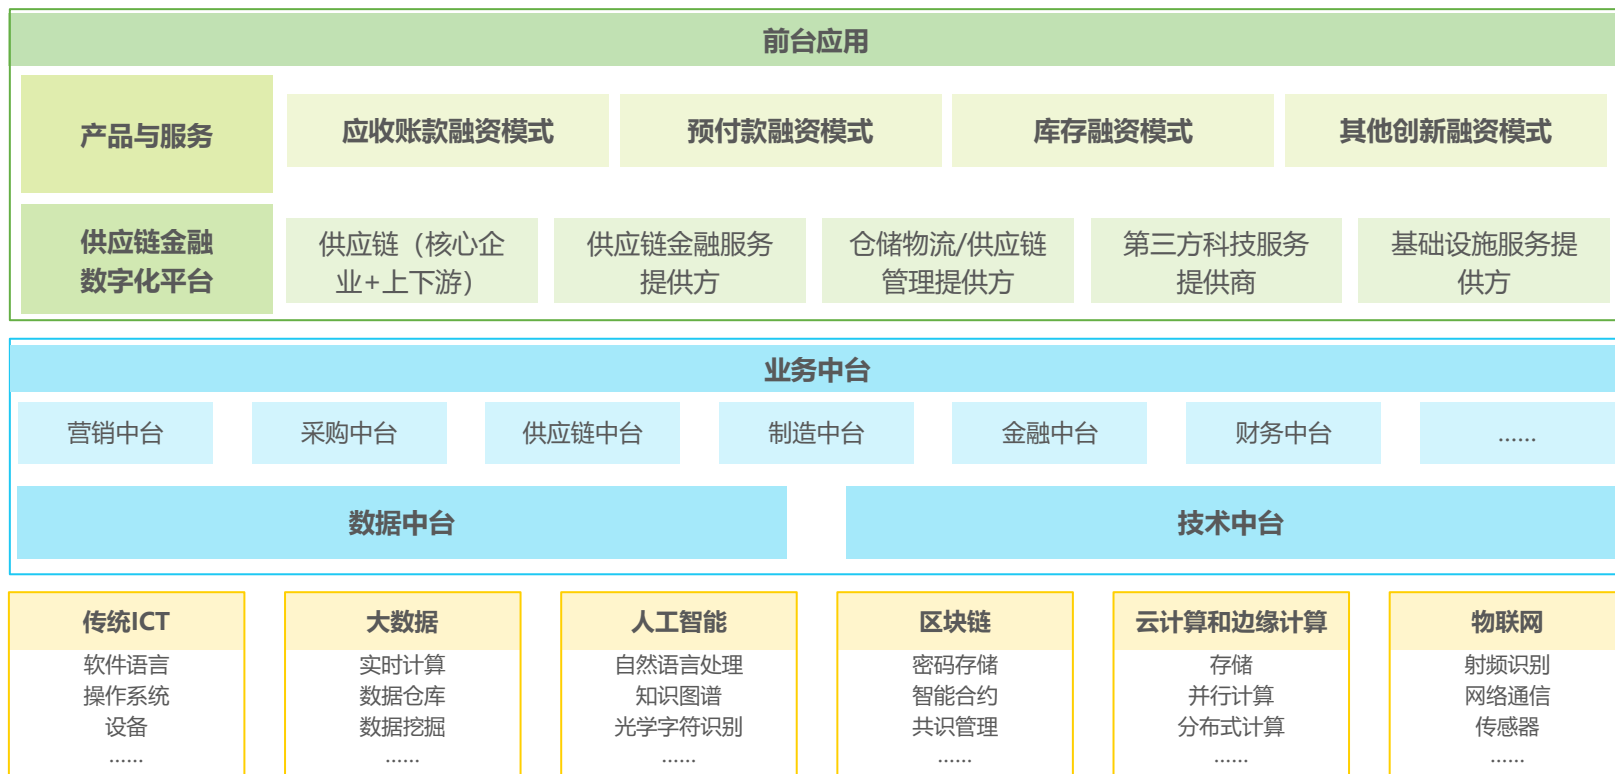 前台应用
产品与服务
应收账款融资模式
预付款融资模式
库存融资模式
其他创新融资模式
供应链金融
数字化平台
供应链（核心企
业+上下游）
供应链金融服务
提供方
仓储物流/供应链
管理提供方
第三方科技服务
提供商
基础设施服务提
供方
业务中台
营销中台
采购中台
供应链中台
制造中台
金融中台
财务中台
……
数据中台
技术中台
传统ICT
软件语言
操作系统
设备
……
大数据
实时计算
数据仓库
数据挖掘
……
人工智能
自然语言处理
知识图谱
光学字符识别
……
区块链
密码存储
智能合约
共识管理
……
云计算和边缘计算
存储
并行计算
分布式计算
……
物联网
射频识别
网络通信
传感器
……